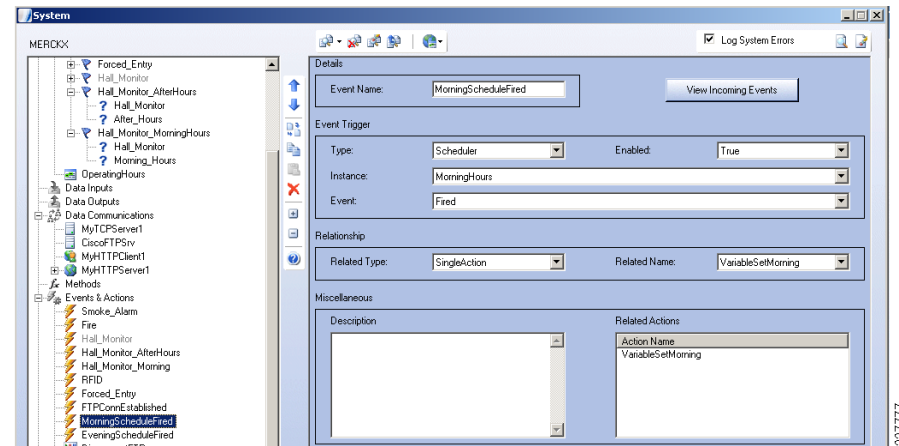 System
MERCKX
Log System Errors
Forced_Entry
Hall_Monitor
Hall_Monitor_AfterHours
? Hall_Monitor
? After_Hours
Hall_Monitor_MorningHours
? Hall_Monitor
? Morning_Hours
OperatingHours
Data Inputs
Data Outputs
Data Communications
MyTCPServer1
CiscoFTPSrv
MyHTTPClient1
MyHTTPServer1
fx Methods
Events & Actions
Smoke_Alarm
Fire
Hall_Monitor
Hall_Monitor_AfterHours
Hall_Monitor_Morning
RFID
Forced_Entry
FTPConnEstablished
MorningScheduleFired
EveningScheduleFired
Details
Event Name: MorningScheduleFired
View Incoming Events
Event Trigger
Type: Scheduler Enabled: True
Instance: MorningHours
Event: Fired
Relationship
Related Type: SingleAction Related Name: VariableSetMorning
Miscellaneous
Description
Related Actions
Action Name
VariableSetMorning